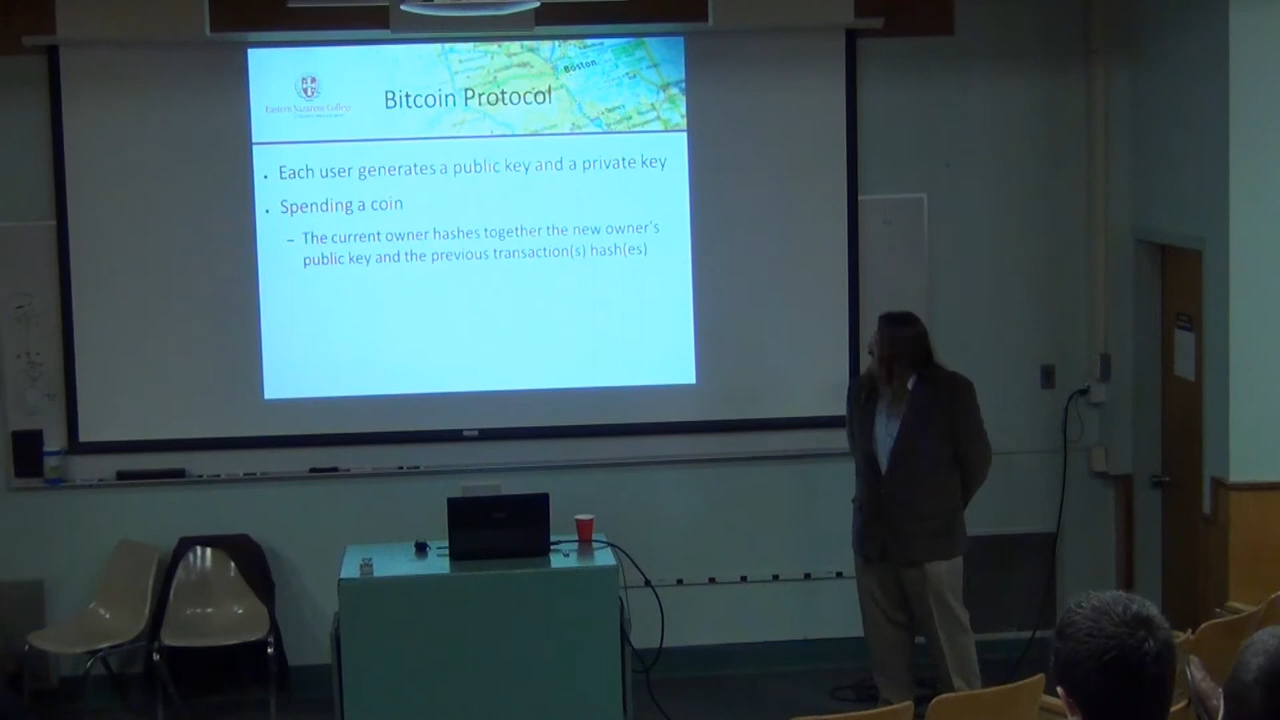 Boston
Quincy
Eastern Nazarene College
Bitcoin Protocol
Each user generates a public key and a private key
Spending a coin
– The current owner hashes together the new owner's
public key and the previous transaction(s) hash(es)